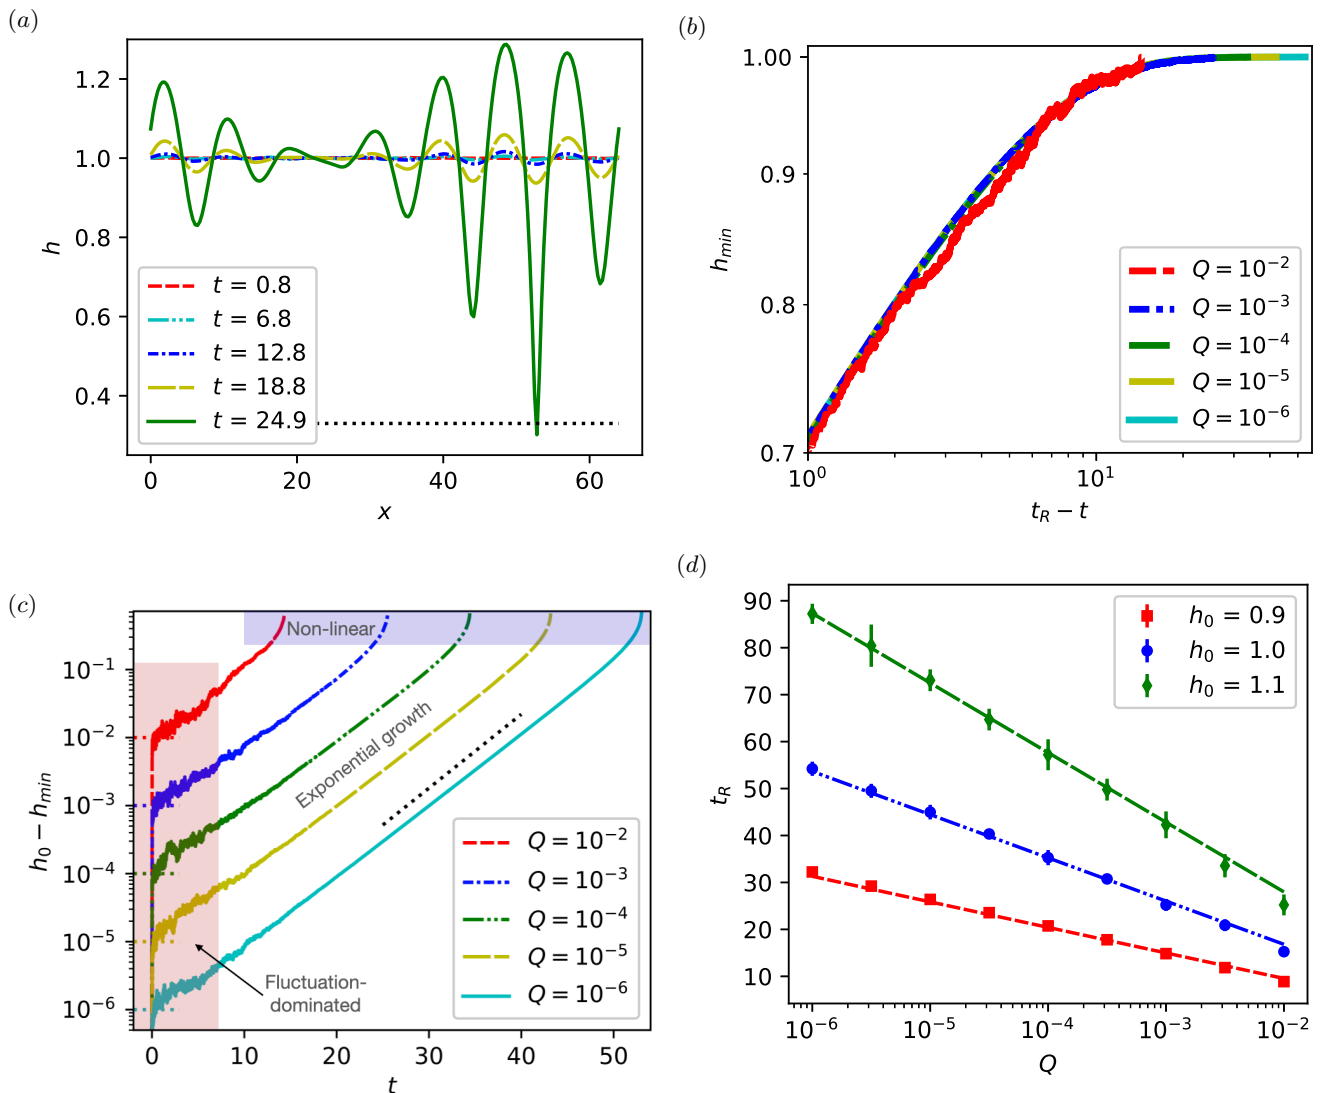 (a)
1.2
1.0
0.8
0.6
0.4
h
t = 0.8
t = 6.8
t = 12.8
t = 18.8
t = 24.9
0
20
40
60
x
(b)
1.00
0.9
0.8
0.7
h_{min}
Q = 10^{-2}
Q = 10^{-3}
Q = 10^{-4}
Q = 10^{-5}
Q = 10^{-6}
10^0
10^1
t_R − t
(c)
10^{-1}
10^{-2}
10^{-3}
10^{-4}
10^{-5}
10^{-6}
h_0 − h_{min}
Non-linear
Exponential growth
Fluctuation-
dominated
Q = 10^{-2}
Q = 10^{-3}
Q = 10^{-4}
Q = 10^{-5}
Q = 10^{-6}
0
10
20
30
40
50
t
(d)
90
80
70
60
50
40
30
20
10
t_R
h_0 = 0.9
h_0 = 1.0
h_0 = 1.1
10^{-6}
10^{-5}
10^{-4}
10^{-3}
10^{-2}
Q